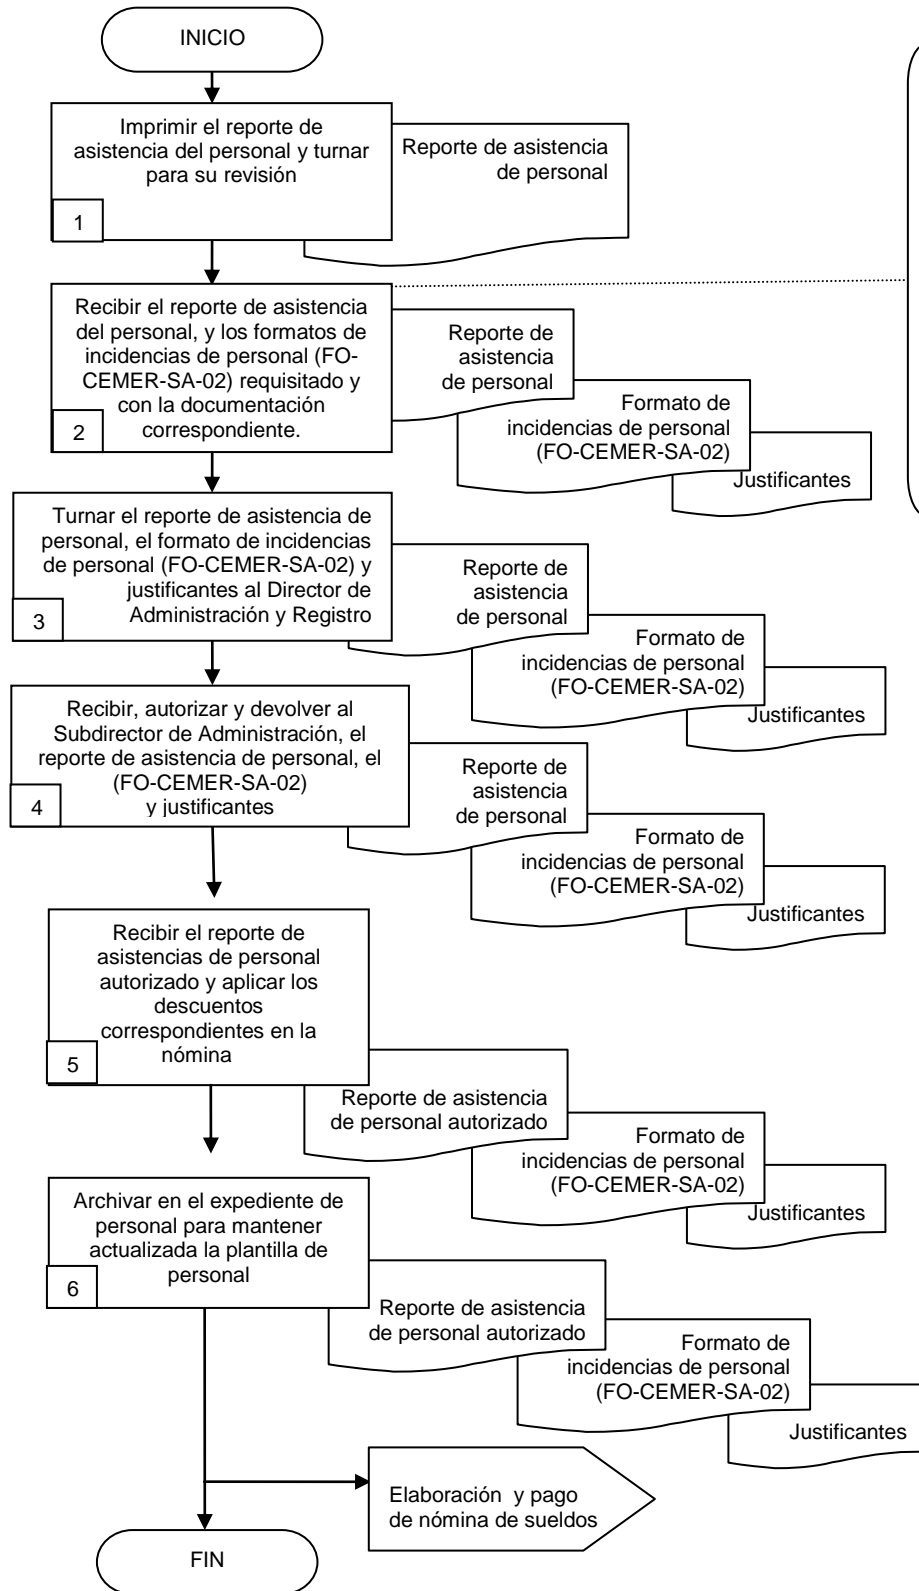 INICIO
Imprimir el reporte de
asistencia del personal y turnar
para su revisión
1
Reporte de asistencia
de personal
Recibir el reporte de asistencia
del personal, y los formatos de
incidencias de personal (FO-
CEMER-SA-02) requisitado y
con la documentación
correspondiente.
2
Reporte de
asistencia
de personal
Formato de
incidencias de personal
(FO-CEMER-SA-02)
Justificantes
Turnar el reporte de asistencia de
personal, el formato de incidencias
de personal (FO-CEMER-SA-02) y
justificantes al Director de
Administración y Registro
3
Reporte de
asistencia
de personal
Formato de
incidencias de personal
(FO-CEMER-SA-02)
Justificantes
Recibir, autorizar y devolver al
Subdirector de Administración, el
reporte de asistencia de personal, el
(FO-CEMER-SA-02)
y justificantes
4
Reporte de
asistencia
de personal
Formato de
incidencias de personal
(FO-CEMER-SA-02)
Justificantes
Recibir el reporte de
asistencias de personal
autorizado y aplicar los
descuentos
correspondientes en la
nómina
5
Reporte de asistencia
de personal autorizado
Formato de
incidencias de personal
(FO-CEMER-SA-02)
Justificantes
Archivar en el expediente de
personal para mantener
actualizada la plantilla de
personal
6
Reporte de asistencia
de personal autorizado
Formato de
incidencias de personal
(FO-CEMER-SA-02)
Justificantes
Elaboración y pago
de nómina de sueldos
FIN